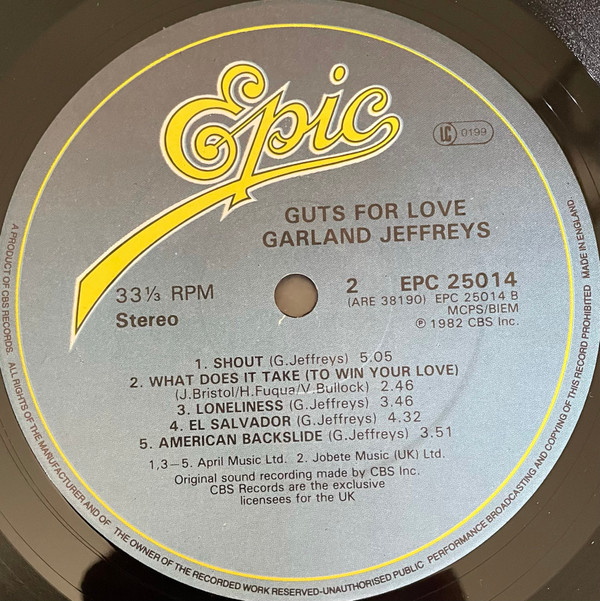 Epic
LC 0199
GUTS FOR LOVE
GARLAND JEFFREYS
33⅓ RPM
Stereo
2 EPC 25014
(ARE 38190) EPC 25014 B
MCPS/BIEM
℗ 1982 CBS Inc.
1. SHOUT (G.Jeffreys) 5.05
2. WHAT DOES IT TAKE (TO WIN YOUR LOVE)
(J.Bristol/H.Fuqua/V.Bullock) 2.46
3. LONELINESS (G.Jeffreys) 3.46
4. EL SALVADOR (G.Jeffreys) 4.32
5. AMERICAN BACKSLIDE (G.Jeffreys) 3.51
1,3—5. April Music Ltd. 2. Jobete Music (UK) Ltd.
Original sound recording made by CBS Inc.
CBS Records are the exclusive
licensees for the UK
A PRODUCT OF CBS RECORDS. ALL RIGHTS OF THE MANUFACTURER AND OF THE OWNER OF THE RECORDED WORK RESERVED-UNAUTHORISED PUBLIC PERFORMANCE BROADCASTING AND COPYING OF THIS RECORD PROHIBITED MADE IN ENGLAND